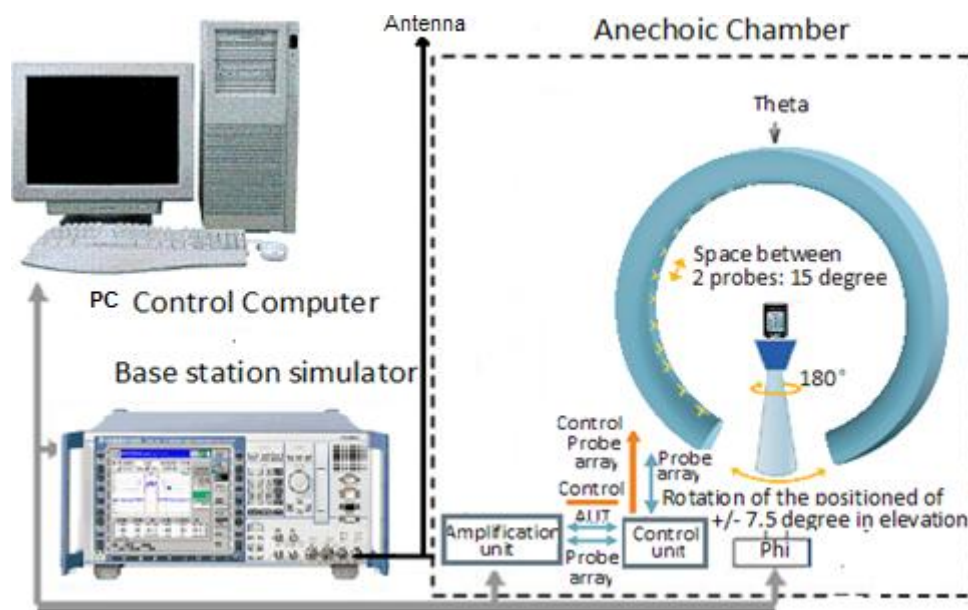 Antenna
Anechoic Chamber
Theta
Space between
2 probes: 15 degree
PC Control Computer
Base station simulator
180°
Control
Probe
array
Probe
array
Control
Rotation of the positioned of
+/- 7.5 degree in elevation
Amplification
unit
AUT
Probe
array
Control
unit
Phi